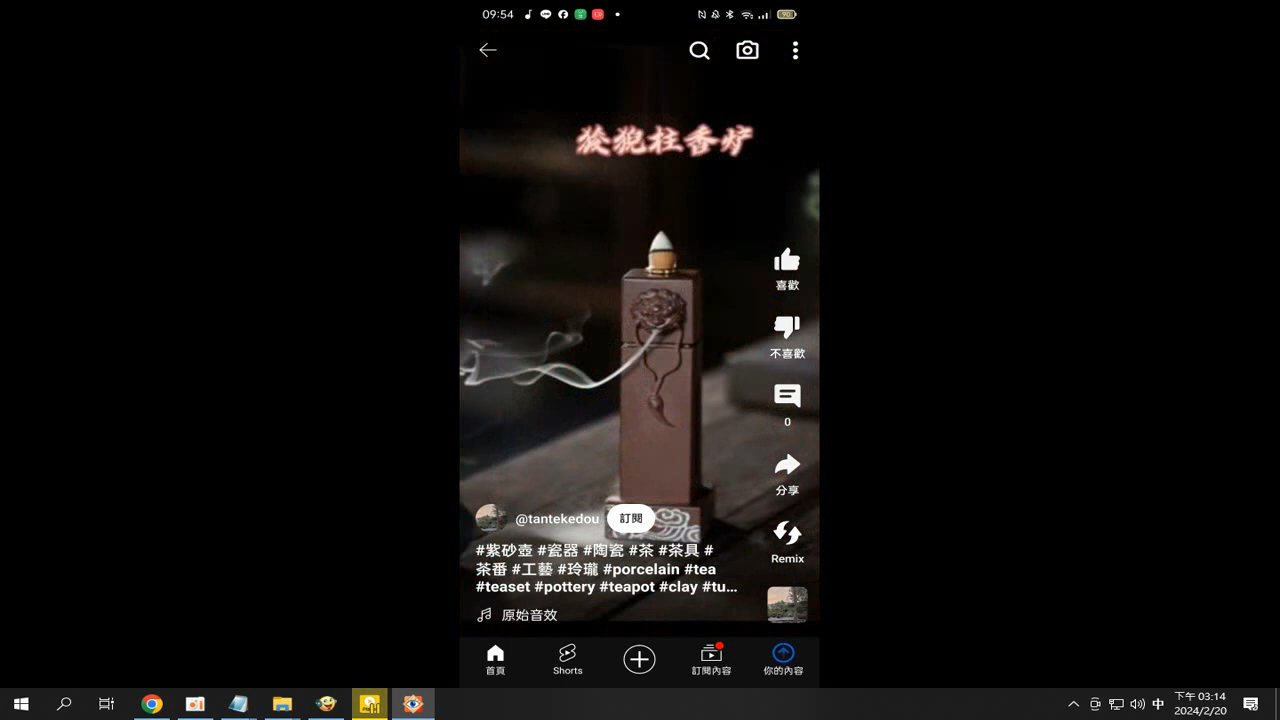 09:54
90
狻猊柱香炉
喜歡
不喜歡
0
分享
Remix
@tantekedou
訂閱
#紫砂壺 #瓷器 #陶瓷 #茶 #茶具 #
茶番 #工藝 #玲瓏 #porcelain #tea
#teaset #pottery #teapot #clay #tu...
原始音效
首頁
Shorts
訂閱內容
你的內容
中
下午 03:14
2024/2/20